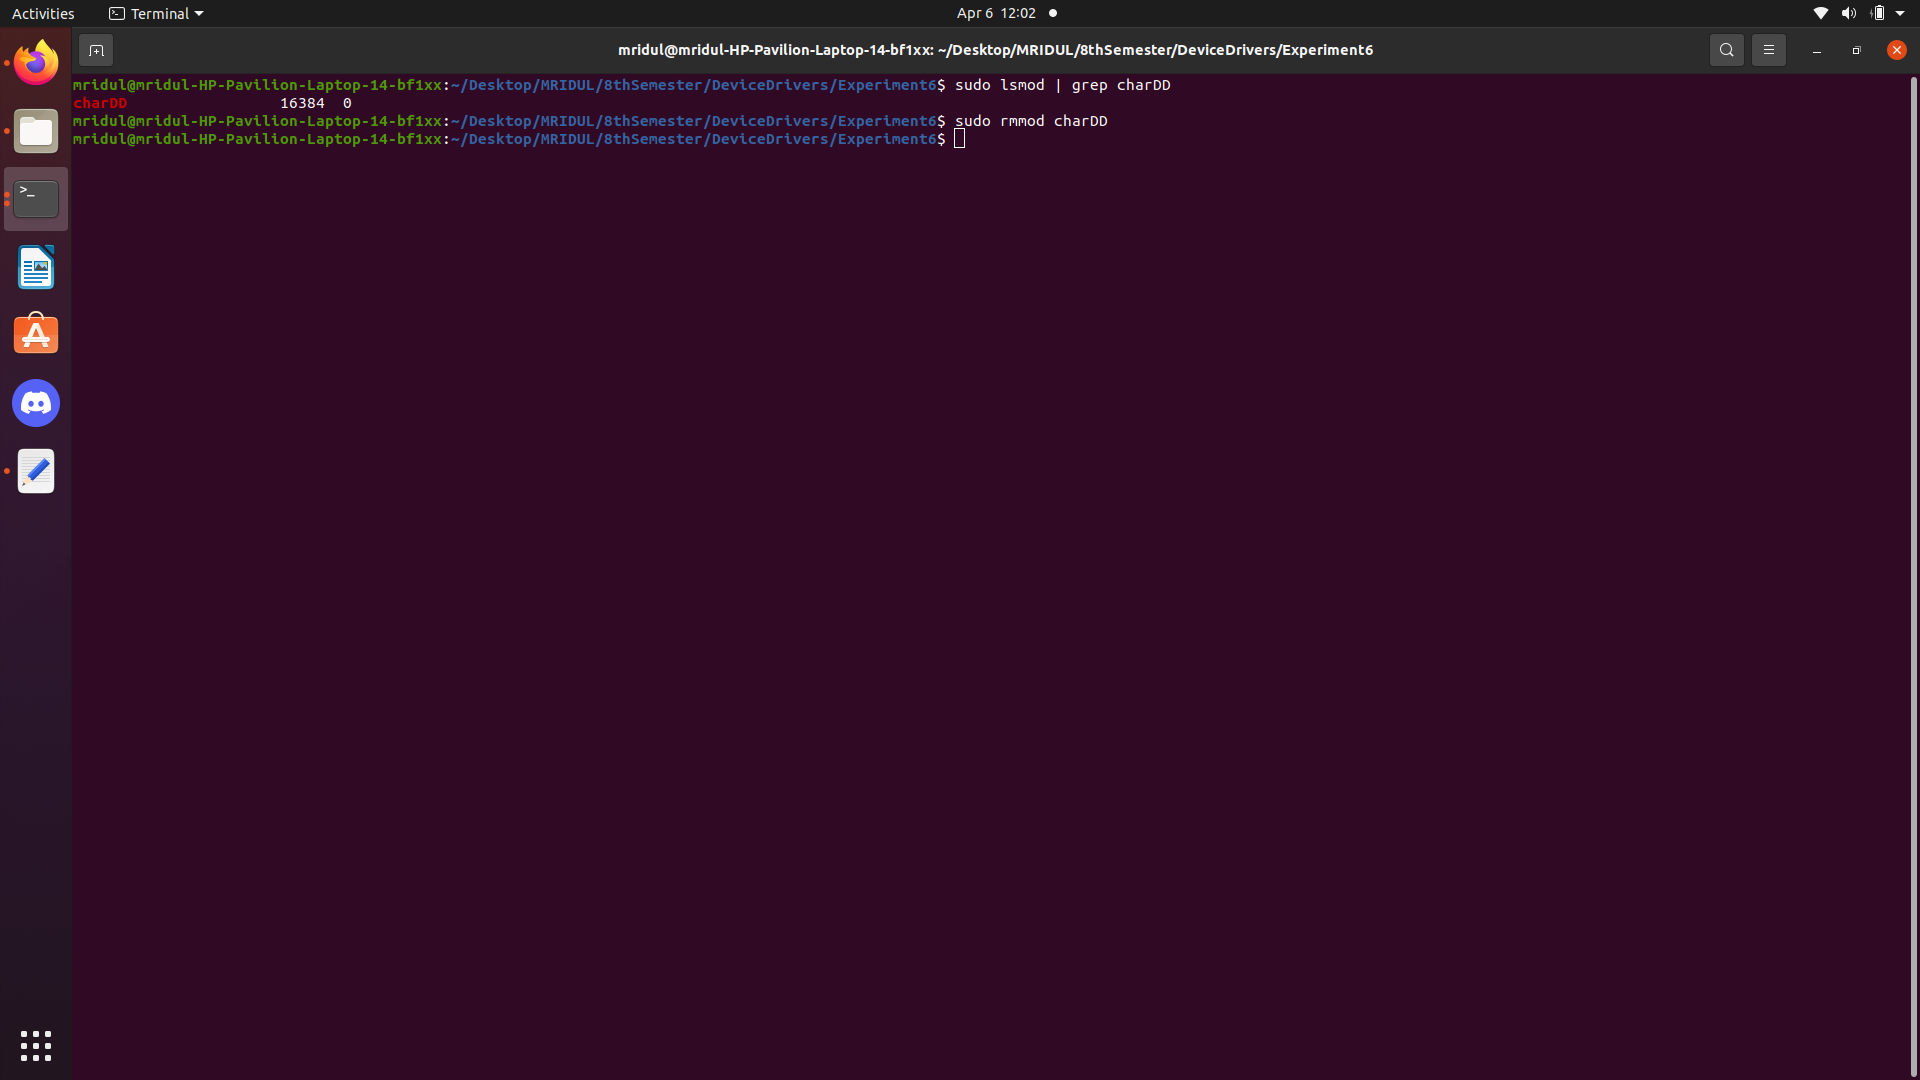 Activities Terminal Apr 6 12:02
mridul@mridul-HP-Pavilion-Laptop-14-bf1xx: ~/Desktop/MRIDUL/8thSemester/DeviceDrivers/Experiment6
mridul@mridul-HP-Pavilion-Laptop-14-bf1xx:~/Desktop/MRIDUL/8thSemester/DeviceDrivers/Experiment6$ sudo lsmod | grep charDD
charDD                 16384  0
mridul@mridul-HP-Pavilion-Laptop-14-bf1xx:~/Desktop/MRIDUL/8thSemester/DeviceDrivers/Experiment6$ sudo rmmod charDD
mridul@mridul-HP-Pavilion-Laptop-14-bf1xx:~/Desktop/MRIDUL/8thSemester/DeviceDrivers/Experiment6$